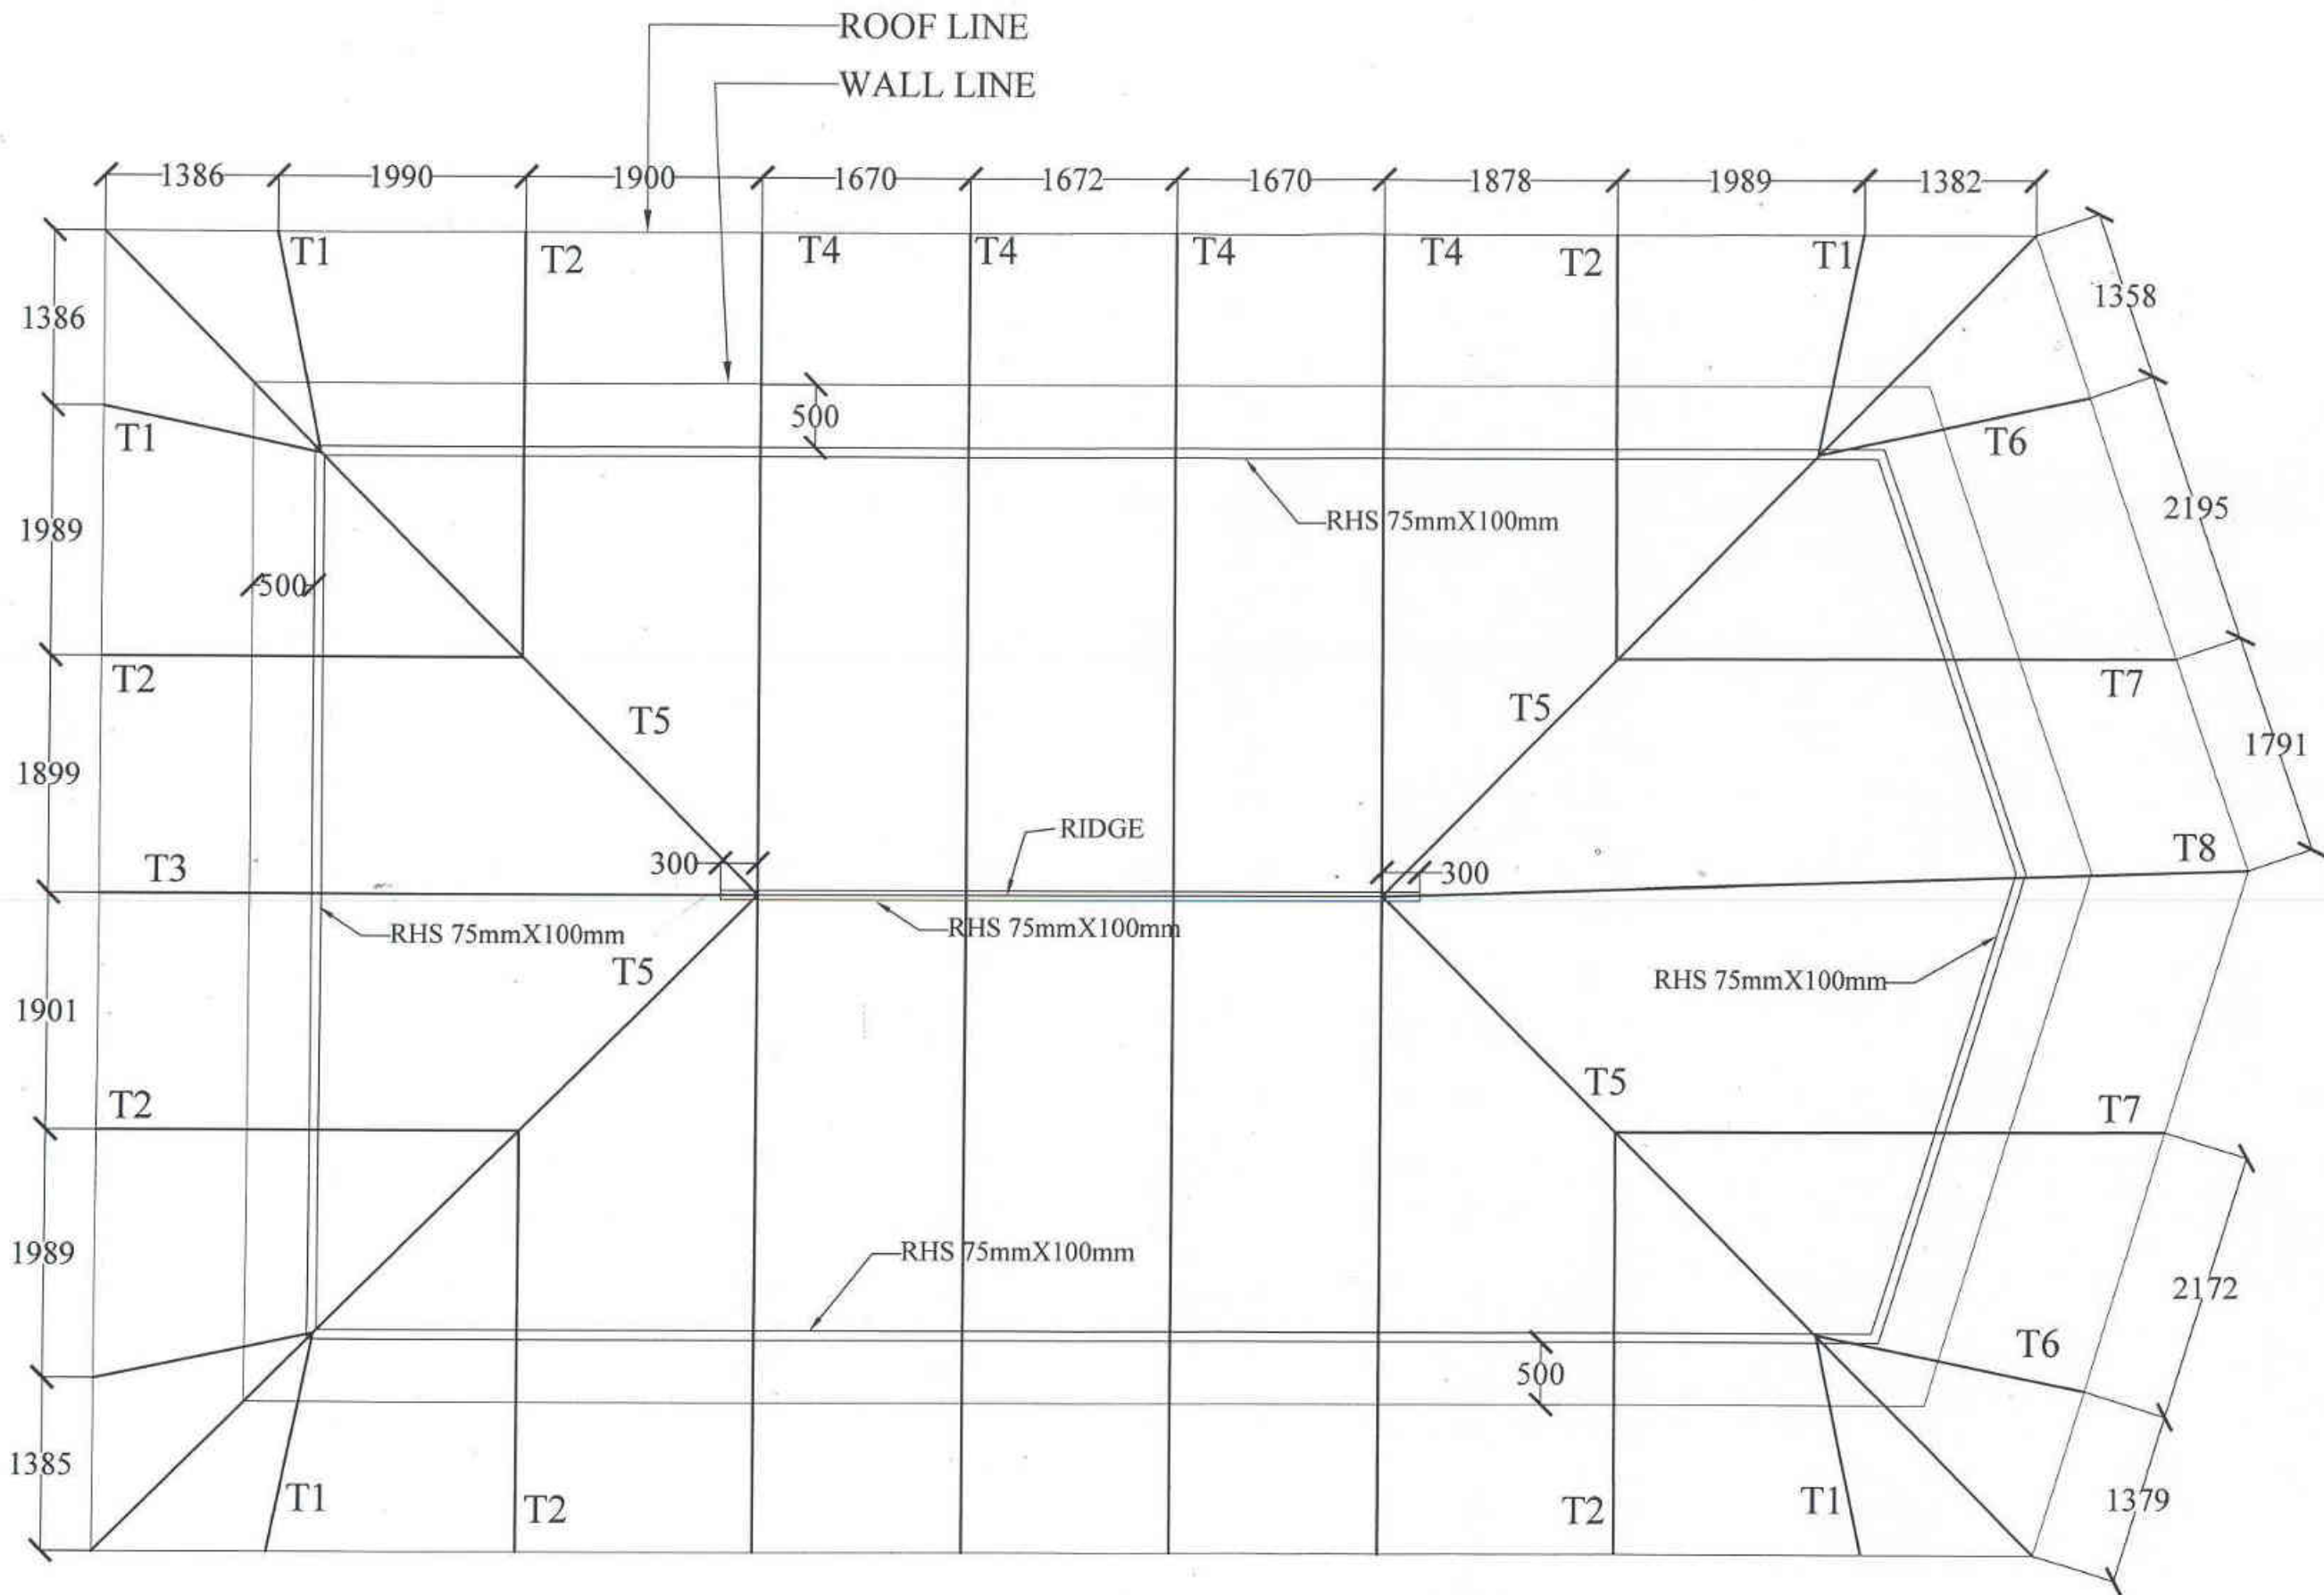 ROOF LINE
WALL LINE
1386
1990
1900
1670
1672
1670
1878
1989
1382
T1
T2
T4
T4
T4
T4
T2
T1
1386
1358
500
T1
T6
1989
2195
RHS 75mmX100mm
500
T2
T7
T5
T5
1899
1791
RIDGE
T3
300
300
T8
RHS 75mmX100mm
RHS 75mmX100mm
T5
RHS 75mmX100mm
1901
T2
T5
T7
1989
RHS 75mmX100mm
2172
T6
500
1385
T1
T2
T2
T1
1379